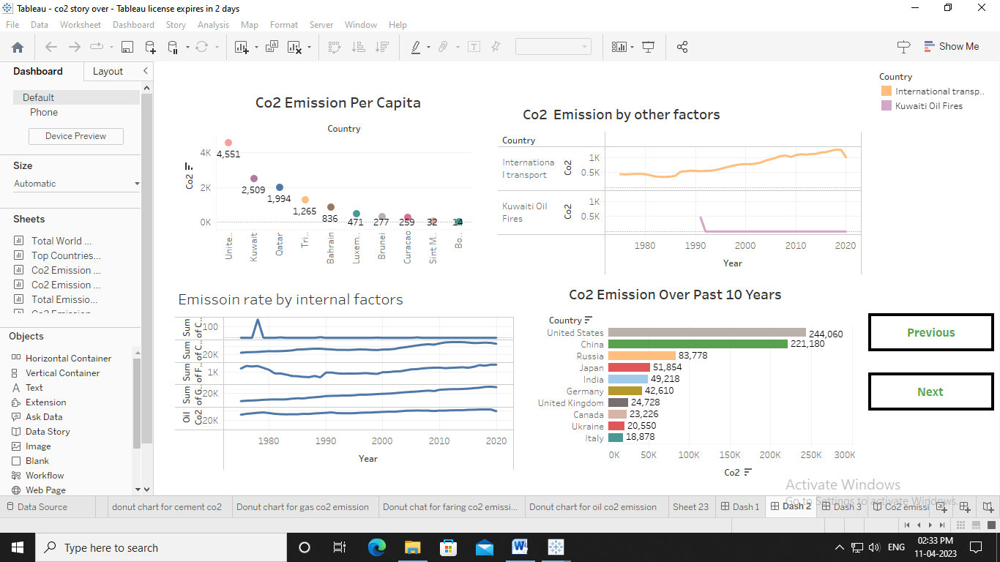 Tableau - co2 story over - Tableau license expires in 2 days
File Data Worksheet Dashboard Story Analysis Map Format Server Window Help
Show Me
Dashboard Layout
Default
Phone
Device Preview
Size
Automatic
Sheets
Total World ...
Top Countries...
Co2 Emission ...
Co2 Emission ...
Total Emissio...
Co2 Emission
Objects
Horizontal Container
Vertical Container
Text
Extension
Ask Data
Data Story
Image
Blank
Workflow
Web Page
Co2 Emission Per Capita
Country
Co2
4K
2K
0K
4,551
2,509
1,994
1,265
836
471
277
259
32
14
Unite..
Kuwait
Qatar
Tri..
Bahrain
Luxem..
Brunei
Curacao
Sint M..
Bo..
Co2 Emission by other factors
Country
Internationa
l transport
Co2
1K
0.5K
Kuwaiti Oil
Fires
Co2
1K
0.5K
1980 1990 2000 2010 2020
Year
Country
International transp..
Kuwaiti Oil Fires
Emissoin rate by internal factors
Sum
of C..
100
Sum
of C..
20K
Sum
of F..
1K
Sum
of G..
20K
Oil
Co2
20K
1980 1990 2000 2010 2020
Year
Co2 Emission Over Past 10 Years
Country
United States 244,060
China 221,180
Russia 83,778
Japan 51,854
India 49,218
Germany 42,610
United Kingdom 24,728
Canada 23,226
Ukraine 20,550
Italy 18,878
0K 50K 100K 150K 200K 250K 300K
Co2
Previous
Next
Activate Windows
Go to Settings to activate Windows.
Data Source donut chart for cement co2 Donut chart for gas co2 emission Donut chat for faring co2 emissi... Donut chart for oil co2 emission Sheet 23 Dash 1 Dash 2 Dash 3 Co2 emissi
Type here to search
ENG
02:33 PM
11-04-2023